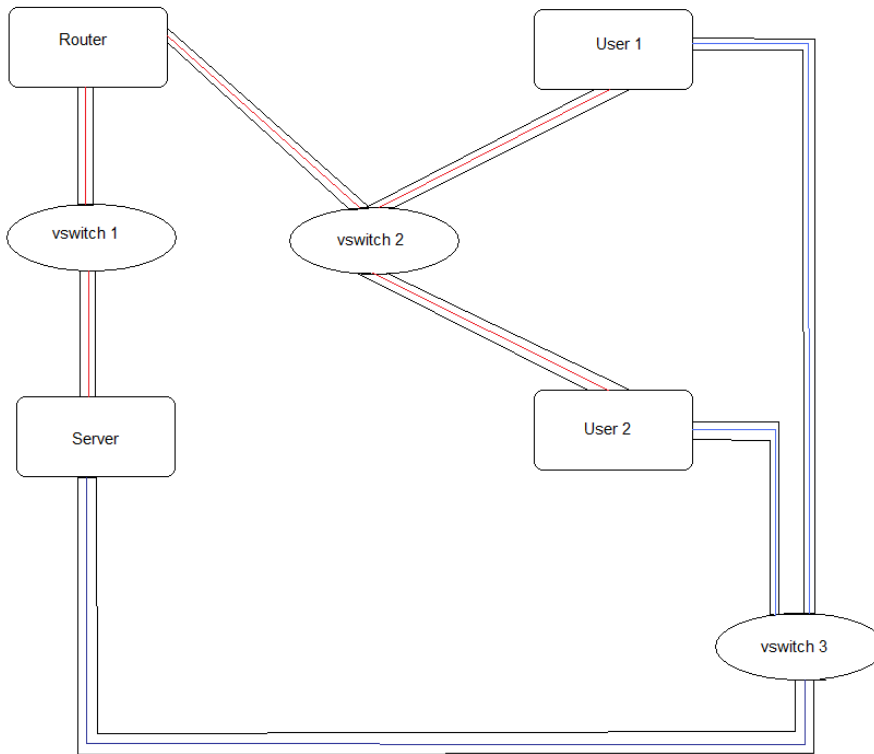 Router
User 1
vswitch 1
vswitch 2
Server
User 2
vswitch 3